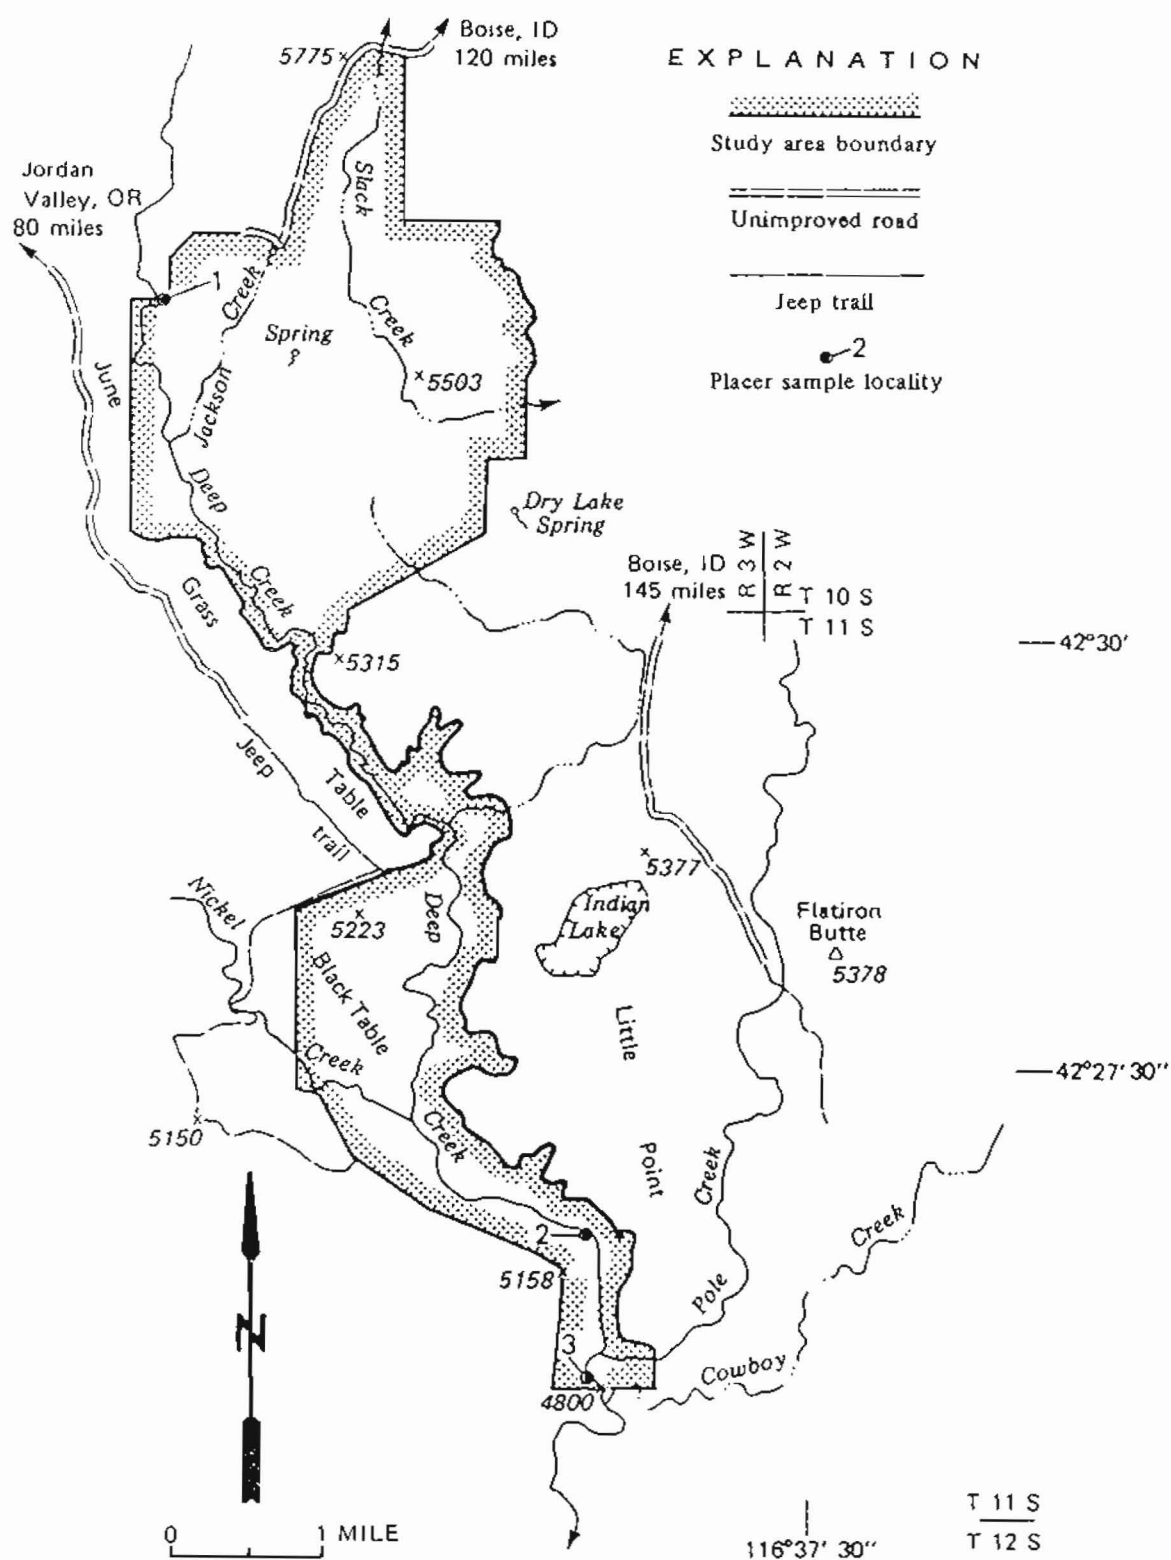 Boise, ID
120 miles
5775
EXPLANATION
Study area boundary
Unimproved road
Jeep trail
2
Placer sample locality
Jordan
Valley, OR
80 miles
Slack
Creek
1
Jackson
Creek
Spring
5503
June
Grass
Table
Deep
Creek
Dry Lake
Spring
Boise, ID
145 miles
R 3 W
R 2 W
T 10 S
T 11 S
42°30'
5315
Jeep
trail
5377
Nickel
Creek
5223
Deep
Creek
Indian
Lake
Flatiron
Butte
5378
Black Table
Little
Point
42°27'30"
5150
Pole
Creek
Cowboy
Creek
2
5158
3
4800
N
0 1 MILE
116°37'30"
T 11 S
T 12 S